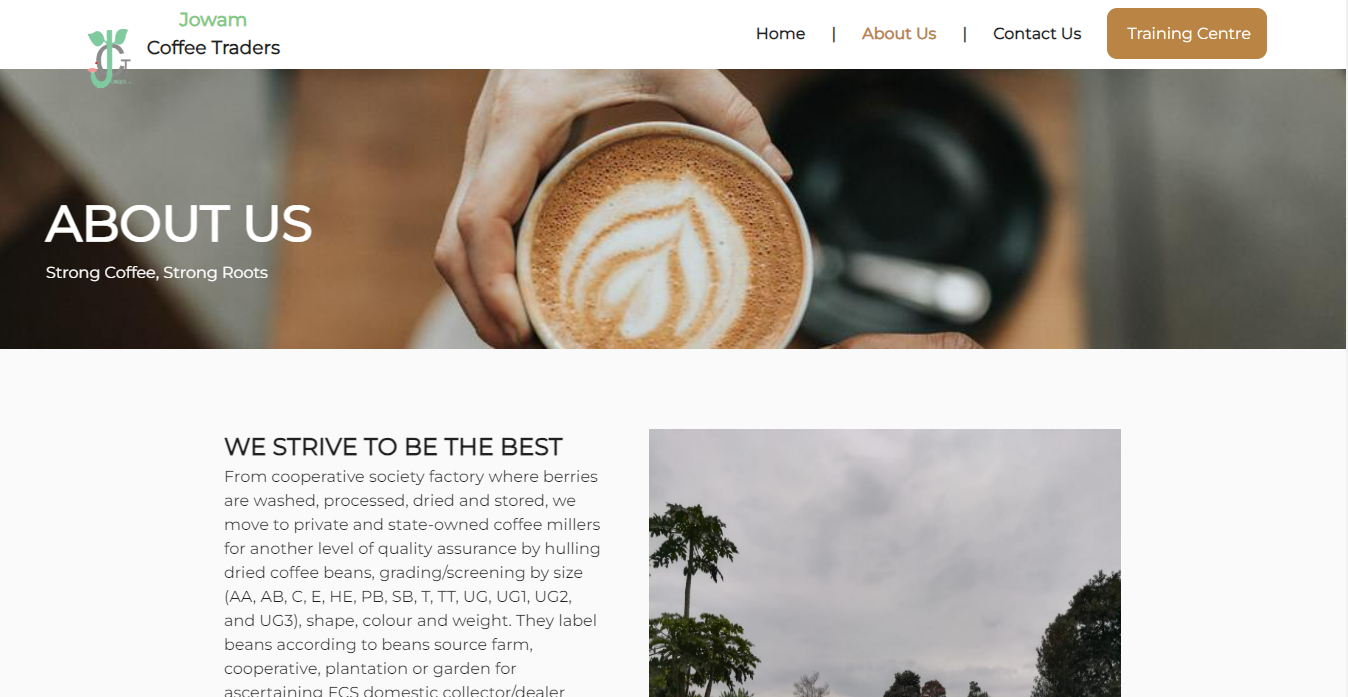 Jowam
Coffee Traders
Home | About Us | Contact Us Training Centre
ABOUT US
Strong Coffee, Strong Roots
WE STRIVE TO BE THE BEST
From cooperative society factory where berries
are washed, processed, dried and stored, we
move to private and state-owned coffee millers
for another level of quality assurance by hulling
dried coffee beans, grading/screening by size
(AA, AB, C, E, HE, PB, SB, T, TT, UG, UG1, UG2,
and UG3), shape, colour and weight. They label
beans according to beans source farm,
cooperative, plantation or garden for
ascertaining FCS domestic collector/dealer